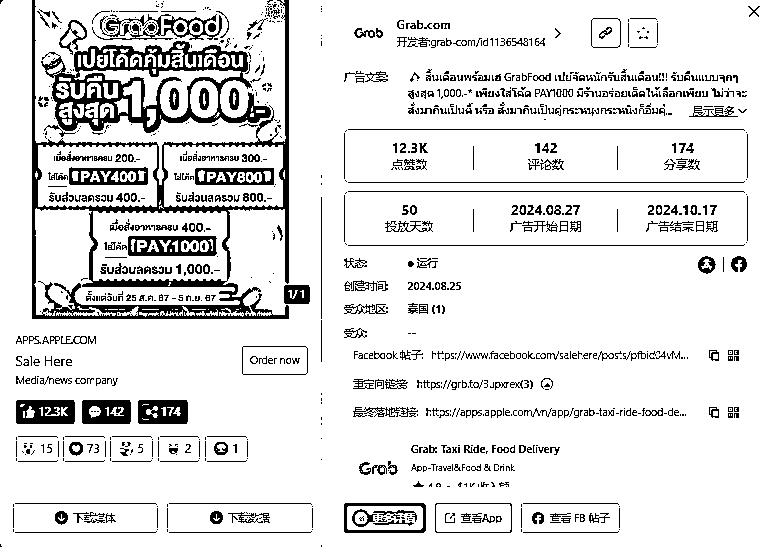 GrabFood
เปย์โค้ดคุ้มสิ้นเดือน
รับคืน
สูงสุด 1,000.-
เมื่อสั่งอาหารครบ 200.-
ใส่โค้ด PAY400
รับส่วนลดรวม 400.-
เมื่อสั่งอาหารครบ 300.-
ใส่โค้ด PAY800
รับส่วนลดรวม 800.-
เมื่อสั่งอาหารครบ 400.-
ใส่โค้ด PAY1000
รับส่วนลดรวม 1,000.-
ตั้งแต่วันที่ 25 ส.ค. 67 - 5 ก.ย. 67
1/1
APPS.APPLE.COM
Sale Here
Media/news company
Order now
12.3K
142
174
15
73
5
2
1
下载媒体
下载数据
Grab
Grab.com
开发者:grab-com/id1136548164
广告文案:
สิ้นเดือนพร้อมเฮ GrabFood เปย์จัดหนักรับสิ้นเดือน!!! รับคืนแบบจุกๆ
สูงสุด 1,000.-* เพียงใส่โค้ด PAY1000 มีร้านอร่อยเด็ดให้เลือกเพียบ ไม่ว่าจะ
สั่งมากินเป็นคี่ หรือ สั่งมากินเป็นคู่กระหนุงกระหนิงก็อิ่มคุ้...
展示更多
12.3K
点赞数
142
评论数
174
分享数
50
投放天数
2024.08.27
广告开始日期
2024.10.17
广告结束日期
状态:
运行
创建时间:
2024.08.25
受众地区:
泰国 (1)
受众:
--
Facebook 帖子:
https://www.facebook.com/salehere/posts/pfbid04vM...
重定向链接:
https://grb.to/3upxrex(3)
最终落地链接:
https://apps.apple.com/vn/app/grab-taxi-ride-food-de...
Grab
Grab: Taxi Ride, Food Delivery
App-Travel&Food & Drink
更多详情
查看App
查看 FB 帖子